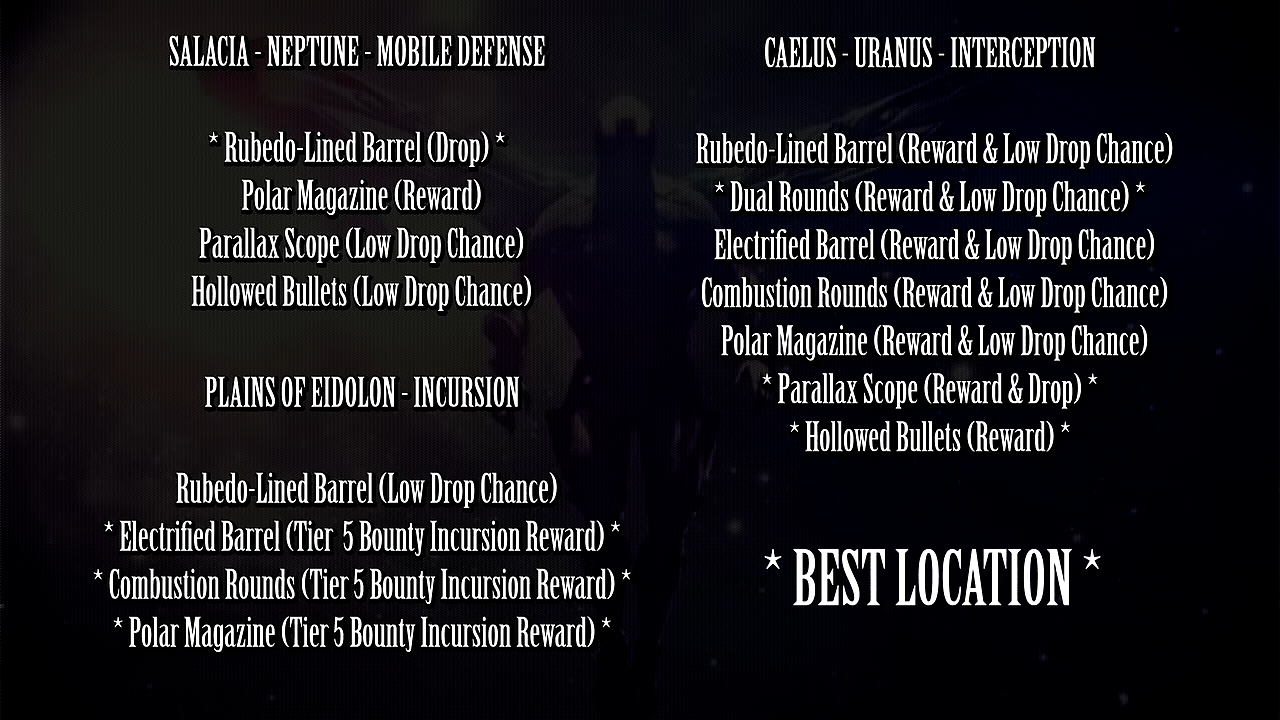 SALACIA - NEPTUNE - MOBILE DEFENSE
* Rubedo-Lined Barrel (Drop) *
Polar Magazine (Reward)
Parallax Scope (Low Drop Chance)
Hollowed Bullets (Low Drop Chance)
PLAINS OF EIDOLON - INCURSION
Rubedo-Lined Barrel (Low Drop Chance)
* Electrified Barrel (Tier 5 Bounty Incursion Reward) *
* Combustion Rounds (Tier 5 Bounty Incursion Reward) *
* Polar Magazine (Tier 5 Bounty Incursion Reward) *
CAELUS - URANUS - INTERCEPTION
Rubedo-Lined Barrel (Reward & Low Drop Chance)
* Dual Rounds (Reward & Low Drop Chance) *
Electrified Barrel (Reward & Low Drop Chance)
Combustion Rounds (Reward & Low Drop Chance)
Polar Magazine (Reward & Low Drop Chance)
* Parallax Scope (Reward & Drop) *
* Hollowed Bullets (Reward) *
* BEST LOCATION *